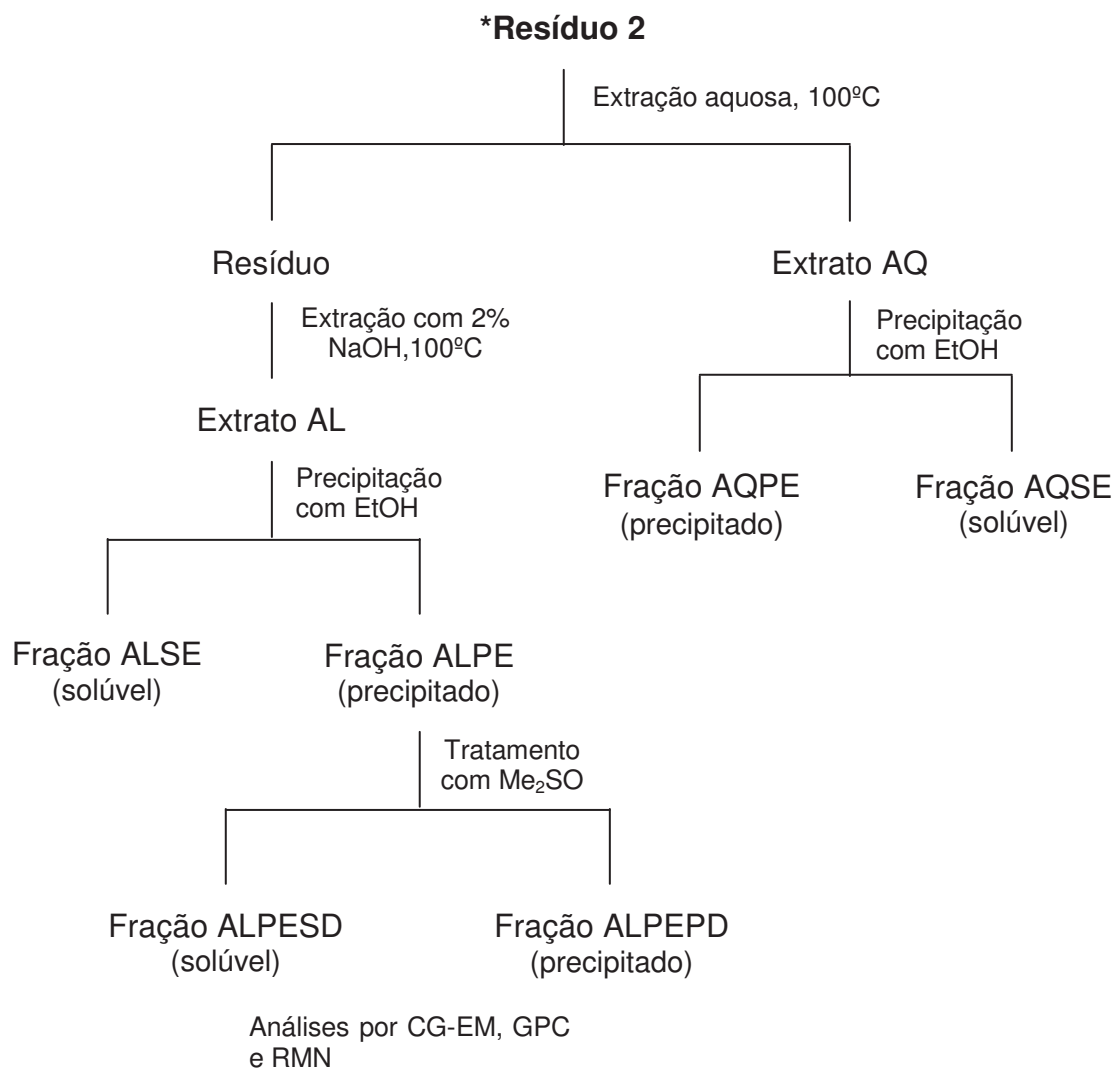 *Resíduo 2
Extração aquosa, 100ºC
Resíduo
Extrato AQ
Extração com 2%
NaOH,100ºC
Precipitação
com EtOH
Extrato AL
Precipitação
com EtOH
Fração AQPE
(precipitado)
Fração AQSE
(solúvel)
Fração ALSE
(solúvel)
Fração ALPE
(precipitado)
Tratamento
com Me₂SO
Fração ALPESD
(solúvel)
Fração ALPEPD
(precipitado)
Análises por CG-EM, GPC
e RMN